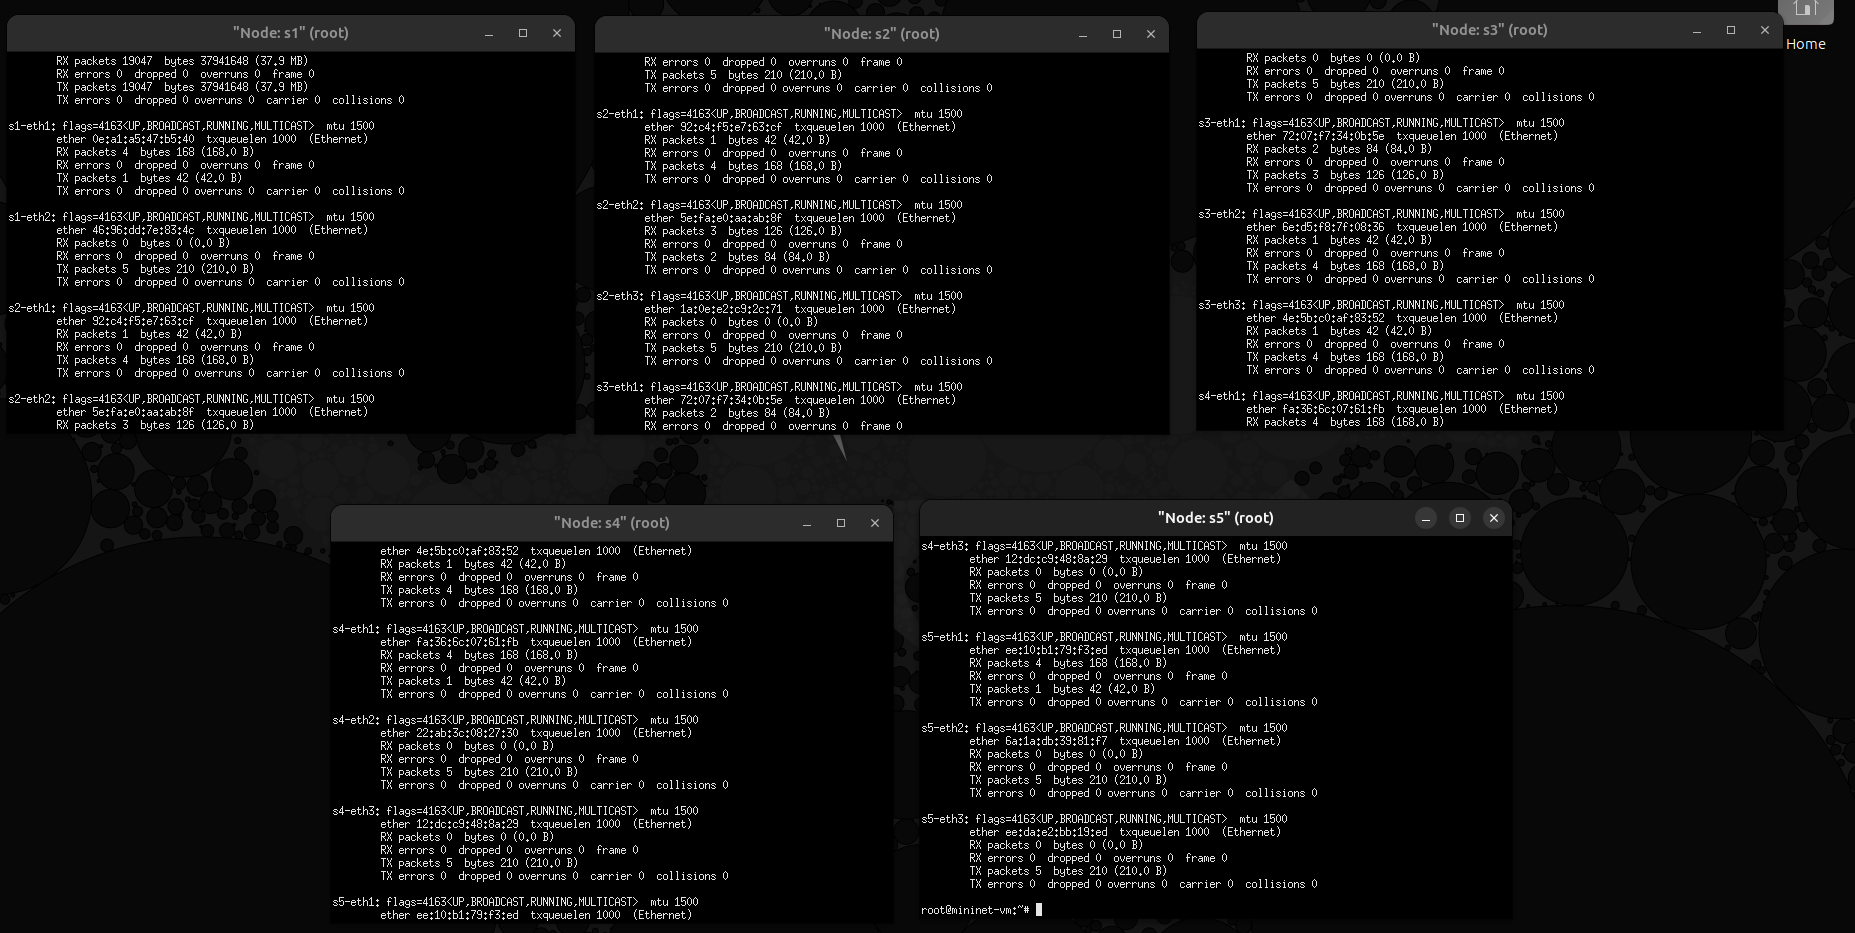 "Node: s1" (root)
RX packets 19047  bytes 37941648 (37.9 MB)
RX errors 0  dropped 0  overruns 0  frame 0
TX packets 19047  bytes 37941648 (37.9 MB)
TX errors 0  dropped 0 overruns 0  carrier 0  collisions 0
s1-eth1: flags=4163<UP,BROADCAST,RUNNING,MULTICAST>  mtu 1500
ether 0e:a1:a5:47:b5:40  txqueuelen 1000  (Ethernet)
RX packets 4  bytes 168 (168.0 B)
RX errors 0  dropped 0  overruns 0  frame 0
TX packets 1  bytes 42 (42.0 B)
TX errors 0  dropped 0 overruns 0  carrier 0  collisions 0
s1-eth2: flags=4163<UP,BROADCAST,RUNNING,MULTICAST>  mtu 1500
ether 46:96:dd:7e:83:4c  txqueuelen 1000  (Ethernet)
RX packets 0  bytes 0 (0.0 B)
RX errors 0  dropped 0  overruns 0  frame 0
TX packets 5  bytes 210 (210.0 B)
TX errors 0  dropped 0 overruns 0  carrier 0  collisions 0
s2-eth1: flags=4163<UP,BROADCAST,RUNNING,MULTICAST>  mtu 1500
ether 92:c4:f5:e7:63:cf  txqueuelen 1000  (Ethernet)
RX packets 1  bytes 42 (42.0 B)
RX errors 0  dropped 0  overruns 0  frame 0
TX packets 4  bytes 168 (168.0 B)
TX errors 0  dropped 0 overruns 0  carrier 0  collisions 0
s2-eth2: flags=4163<UP,BROADCAST,RUNNING,MULTICAST>  mtu 1500
ether 5e:fa:e0:aa:ab:8f  txqueuelen 1000  (Ethernet)
RX packets 3  bytes 126 (126.0 B)
"Node: s2" (root)
RX errors 0  dropped 0  overruns 0  frame 0
TX packets 5  bytes 210 (210.0 B)
TX errors 0  dropped 0 overruns 0  carrier 0  collisions 0
s2-eth1: flags=4163<UP,BROADCAST,RUNNING,MULTICAST>  mtu 1500
ether 92:c4:f5:e7:63:cf  txqueuelen 1000  (Ethernet)
RX packets 1  bytes 42 (42.0 B)
RX errors 0  dropped 0  overruns 0  frame 0
TX packets 4  bytes 168 (168.0 B)
TX errors 0  dropped 0 overruns 0  carrier 0  collisions 0
s2-eth2: flags=4163<UP,BROADCAST,RUNNING,MULTICAST>  mtu 1500
ether 5e:fa:e0:aa:ab:8f  txqueuelen 1000  (Ethernet)
RX packets 3  bytes 126 (126.0 B)
RX errors 0  dropped 0  overruns 0  frame 0
TX packets 2  bytes 84 (84.0 B)
TX errors 0  dropped 0 overruns 0  carrier 0  collisions 0
s2-eth3: flags=4163<UP,BROADCAST,RUNNING,MULTICAST>  mtu 1500
ether 1a:0e:e2:c9:2c:71  txqueuelen 1000  (Ethernet)
RX packets 0  bytes 0 (0.0 B)
RX errors 0  dropped 0  overruns 0  frame 0
TX packets 5  bytes 210 (210.0 B)
TX errors 0  dropped 0 overruns 0  carrier 0  collisions 0
s3-eth1: flags=4163<UP,BROADCAST,RUNNING,MULTICAST>  mtu 1500
ether 72:07:f7:34:0b:5e  txqueuelen 1000  (Ethernet)
RX packets 2  bytes 84 (84.0 B)
RX errors 0  dropped 0  overruns 0  frame 0
"Node: s3" (root)
RX packets 0  bytes 0 (0.0 B)
RX errors 0  dropped 0  overruns 0  frame 0
TX packets 5  bytes 210 (210.0 B)
TX errors 0  dropped 0 overruns 0  carrier 0  collisions 0
s3-eth1: flags=4163<UP,BROADCAST,RUNNING,MULTICAST>  mtu 1500
ether 72:07:f7:34:0b:5e  txqueuelen 1000  (Ethernet)
RX packets 2  bytes 84 (84.0 B)
RX errors 0  dropped 0  overruns 0  frame 0
TX packets 3  bytes 126 (126.0 B)
TX errors 0  dropped 0 overruns 0  carrier 0  collisions 0
s3-eth2: flags=4163<UP,BROADCAST,RUNNING,MULTICAST>  mtu 1500
ether 6e:d5:f8:7f:08:36  txqueuelen 1000  (Ethernet)
RX packets 1  bytes 42 (42.0 B)
RX errors 0  dropped 0  overruns 0  frame 0
TX packets 4  bytes 168 (168.0 B)
TX errors 0  dropped 0 overruns 0  carrier 0  collisions 0
s3-eth3: flags=4163<UP,BROADCAST,RUNNING,MULTICAST>  mtu 1500
ether 4e:5b:c0:af:83:52  txqueuelen 1000  (Ethernet)
RX packets 1  bytes 42 (42.0 B)
RX errors 0  dropped 0  overruns 0  frame 0
TX packets 4  bytes 168 (168.0 B)
TX errors 0  dropped 0 overruns 0  carrier 0  collisions 0
s4-eth1: flags=4163<UP,BROADCAST,RUNNING,MULTICAST>  mtu 1500
ether fa:36:6c:07:61:fb  txqueuelen 1000  (Ethernet)
RX packets 4  bytes 168 (168.0 B)
Home
"Node: s4" (root)
ether 4e:5b:c0:af:83:52  txqueuelen 1000  (Ethernet)
RX packets 1  bytes 42 (42.0 B)
RX errors 0  dropped 0  overruns 0  frame 0
TX packets 4  bytes 168 (168.0 B)
TX errors 0  dropped 0 overruns 0  carrier 0  collisions 0
s4-eth1: flags=4163<UP,BROADCAST,RUNNING,MULTICAST>  mtu 1500
ether fa:36:6c:07:61:fb  txqueuelen 1000  (Ethernet)
RX packets 4  bytes 168 (168.0 B)
RX errors 0  dropped 0  overruns 0  frame 0
TX packets 1  bytes 42 (42.0 B)
TX errors 0  dropped 0 overruns 0  carrier 0  collisions 0
s4-eth2: flags=4163<UP,BROADCAST,RUNNING,MULTICAST>  mtu 1500
ether 22:ab:3c:08:27:30  txqueuelen 1000  (Ethernet)
RX packets 0  bytes 0 (0.0 B)
RX errors 0  dropped 0  overruns 0  frame 0
TX packets 5  bytes 210 (210.0 B)
TX errors 0  dropped 0 overruns 0  carrier 0  collisions 0
s4-eth3: flags=4163<UP,BROADCAST,RUNNING,MULTICAST>  mtu 1500
ether 12:dc:c9:48:8a:29  txqueuelen 1000  (Ethernet)
RX packets 0  bytes 0 (0.0 B)
RX errors 0  dropped 0  overruns 0  frame 0
TX packets 5  bytes 210 (210.0 B)
TX errors 0  dropped 0 overruns 0  carrier 0  collisions 0
s5-eth1: flags=4163<UP,BROADCAST,RUNNING,MULTICAST>  mtu 1500
ether ee:10:b1:79:f3:ed  txqueuelen 1000  (Ethernet)
"Node: s5" (root)
s4-eth3: flags=4163<UP,BROADCAST,RUNNING,MULTICAST>  mtu 1500
ether 12:dc:c9:48:8a:29  txqueuelen 1000  (Ethernet)
RX packets 0  bytes 0 (0.0 B)
RX errors 0  dropped 0  overruns 0  frame 0
TX packets 5  bytes 210 (210.0 B)
TX errors 0  dropped 0 overruns 0  carrier 0  collisions 0
s5-eth1: flags=4163<UP,BROADCAST,RUNNING,MULTICAST>  mtu 1500
ether ee:10:b1:79:f3:ed  txqueuelen 1000  (Ethernet)
RX packets 4  bytes 168 (168.0 B)
RX errors 0  dropped 0  overruns 0  frame 0
TX packets 1  bytes 42 (42.0 B)
TX errors 0  dropped 0 overruns 0  carrier 0  collisions 0
s5-eth2: flags=4163<UP,BROADCAST,RUNNING,MULTICAST>  mtu 1500
ether 6a:1a:db:39:81:f7  txqueuelen 1000  (Ethernet)
RX packets 0  bytes 0 (0.0 B)
RX errors 0  dropped 0  overruns 0  frame 0
TX packets 5  bytes 210 (210.0 B)
TX errors 0  dropped 0 overruns 0  carrier 0  collisions 0
s5-eth3: flags=4163<UP,BROADCAST,RUNNING,MULTICAST>  mtu 1500
ether ee:da:e2:bb:19:ed  txqueuelen 1000  (Ethernet)
RX packets 0  bytes 0 (0.0 B)
RX errors 0  dropped 0  overruns 0  frame 0
TX packets 5  bytes 210 (210.0 B)
TX errors 0  dropped 0 overruns 0  carrier 0  collisions 0
root@mininet-vm:~#